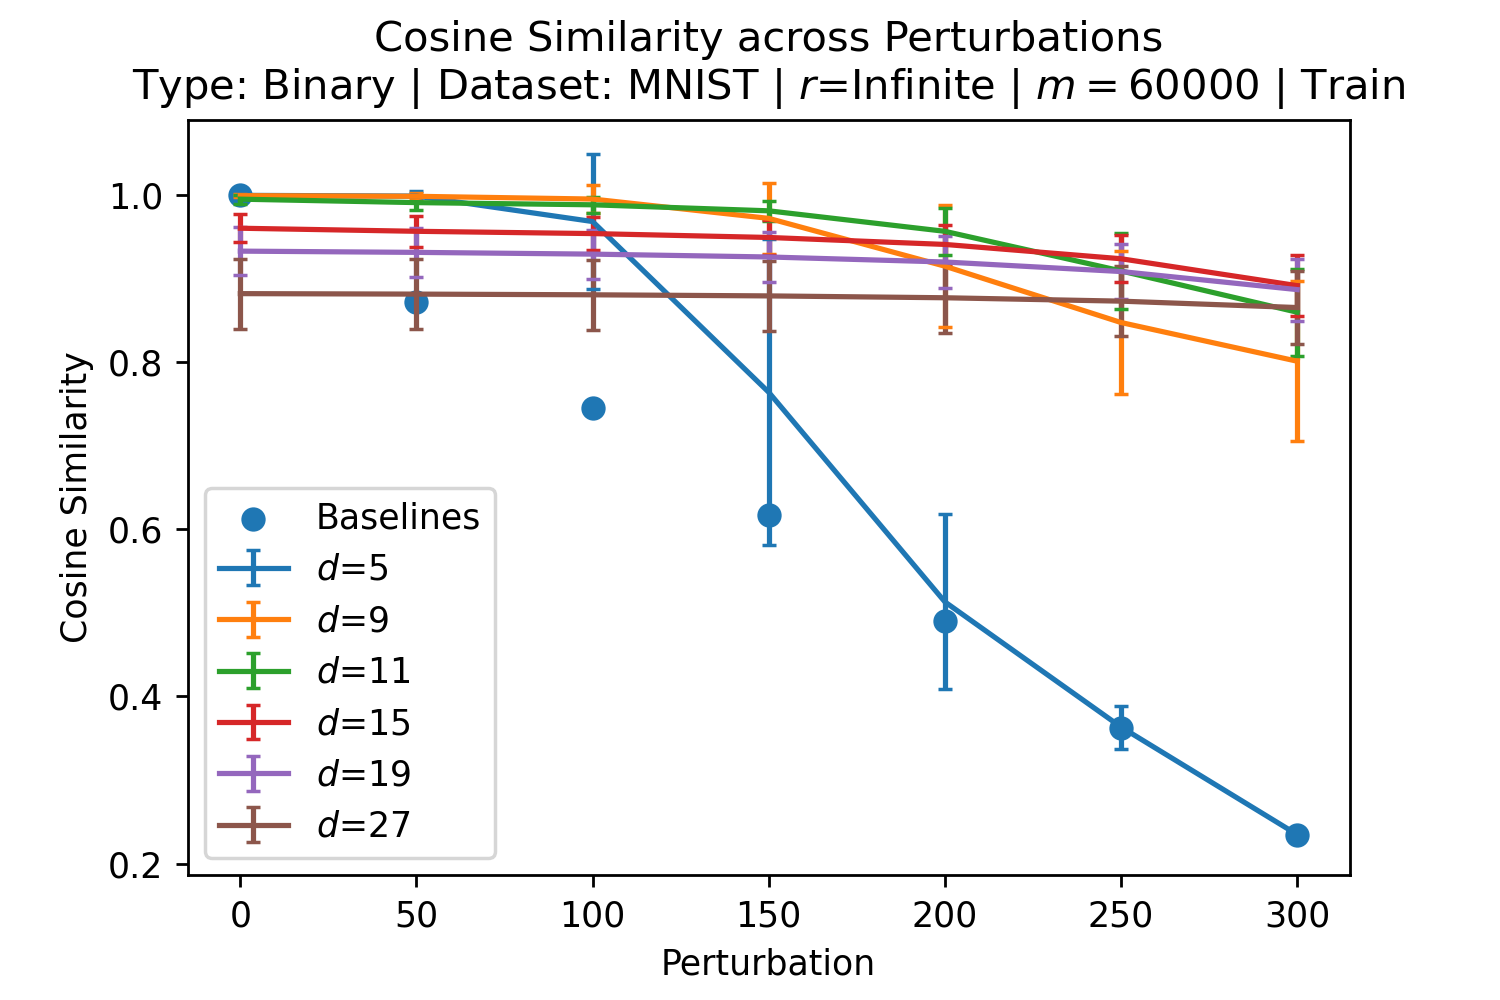 Cosine Similarity across Perturbations
Type: Binary | Dataset: MNIST | r=Infinite | m = 60000 | Train
Cosine Similarity
1.0
0.8
0.6
0.4
0.2
Baselines
d=5
d=9
d=11
d=15
d=19
d=27
0 50 100 150 200 250 300
Perturbation